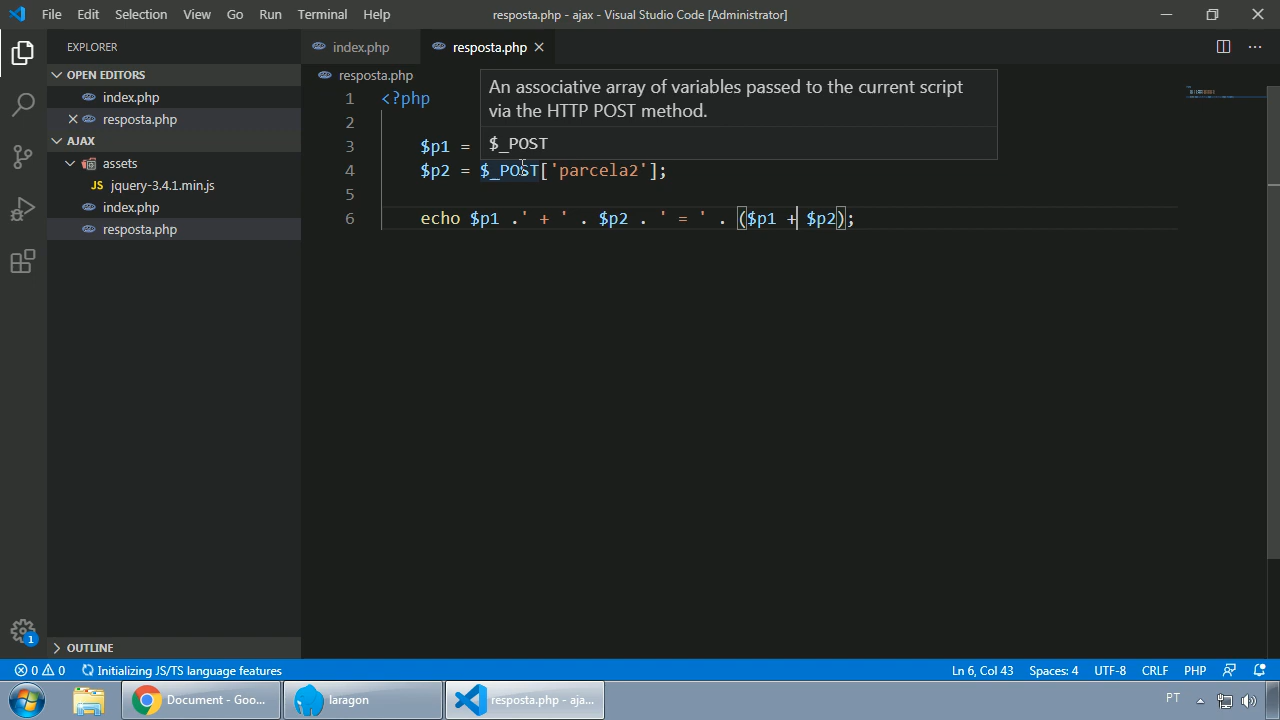 File Edit Selection View Go Run Terminal Help
resposta.php - ajax - Visual Studio Code [Administrator]
EXPLORER
index.php
resposta.php
OPEN EDITORS
index.php
resposta.php
AJAX
assets
JS jquery-3.4.1.min.js
index.php
resposta.php
OUTLINE
resposta.php
An associative array of variables passed to the current script
via the HTTP POST method.
$_POST
1 <?php
2
3 $p1 =
4 $p2 = $_POST['parcela2'];
5
6 echo $p1 .' + ' . $p2 . ' = ' . ($p1 + $p2);
1
0 0 Initializing JS/TS language features
Ln 6, Col 43 Spaces: 4 UTF-8 CRLF PHP
Document - Goo...
laragon
resposta.php - aja...
PT